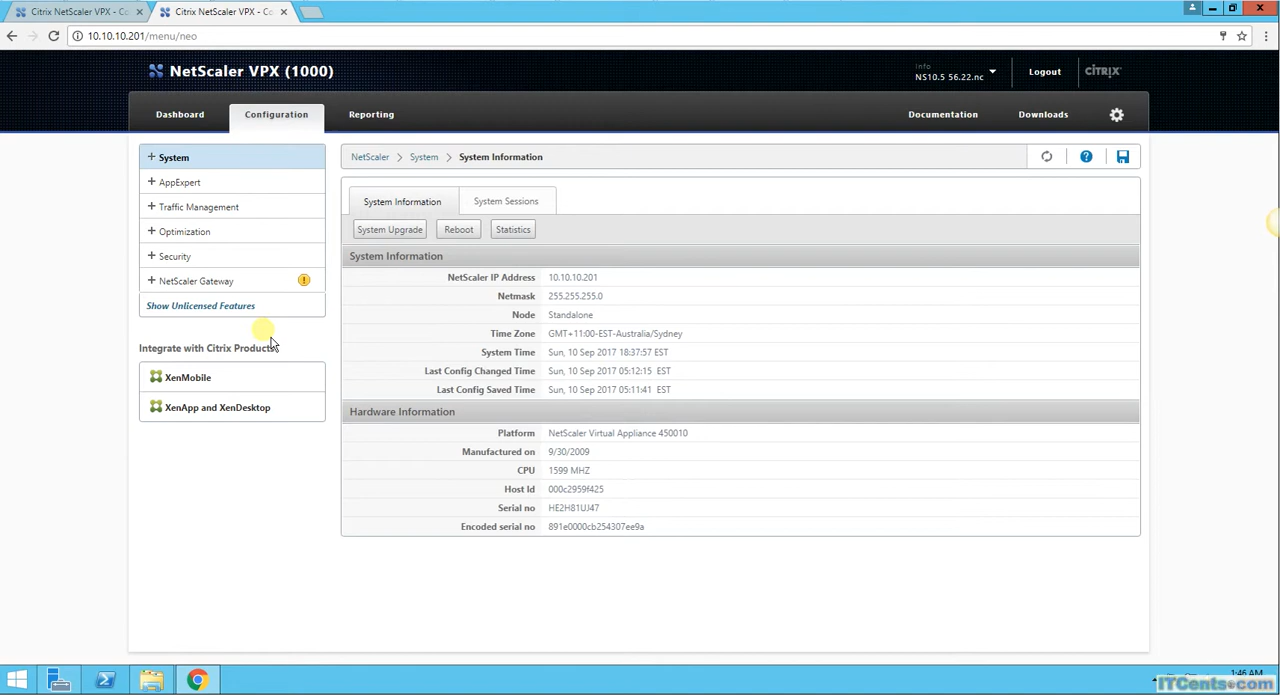 Citrix NetScaler VPX - Co
Citrix NetScaler VPX - Co
10.10.10.201/menu/neo
NetScaler VPX (1000)
Info
NS10.5 56.22.nc
Logout
CİTRIX
Dashboard
Configuration
Reporting
Documentation
Downloads
+ System
+ AppExpert
+ Traffic Management
+ Optimization
+ Security
+ NetScaler Gateway
Show Unlicensed Features
Integrate with Citrix Products
XenMobile
XenApp and XenDesktop
NetScaler > System > System Information
System Information
System Sessions
System Upgrade
Reboot
Statistics
System Information
NetScaler IP Address 10.10.10.201
Netmask 255.255.255.0
Node Standalone
Time Zone GMT+11:00-EST-Australia/Sydney
System Time Sun, 10 Sep 2017 18:37:57 EST
Last Config Changed Time Sun, 10 Sep 2017 05:12:15 EST
Last Config Saved Time Sun, 10 Sep 2017 05:11:41 EST
Hardware Information
Platform NetScaler Virtual Appliance 450010
Manufactured on 9/30/2009
CPU 1599 MHZ
Host Id 000c2959f425
Serial no HE2H81UJ47
Encoded serial no 891e0000cb254307ee9a
1:46 AM
ITCents.com